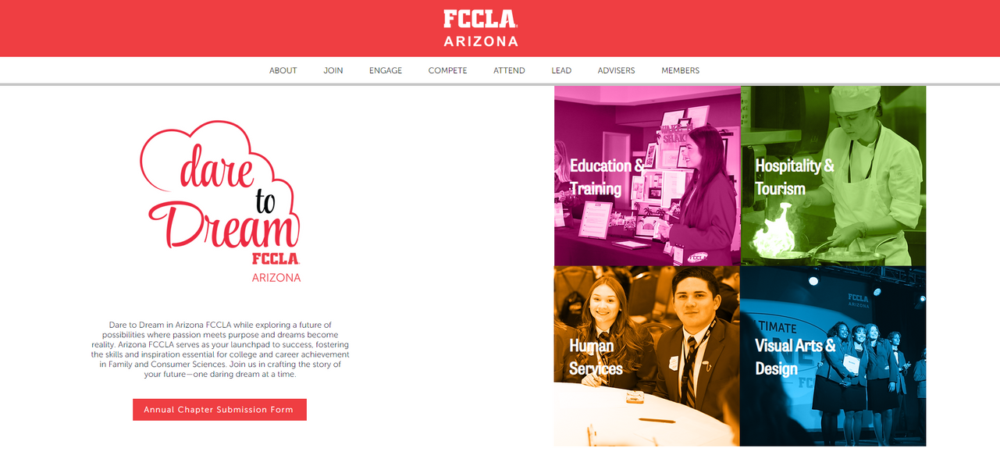 FCCLA
ARIZONA
ABOUT JOIN ENGAGE COMPETE ATTEND LEAD ADVISERS MEMBERS
dare
to
Dream
FCCLA
ARIZONA
Dare to Dream in Arizona FCCLA while exploring a future of
possibilities where passion meets purpose and dreams become
reality. Arizona FCCLA serves as your launchpad to success, fostering
the skills and inspiration essential for college and career achievement
in Family and Consumer Sciences. Join us in crafting the story of
your future—one daring dream at a time.
Annual Chapter Submission Form
Education &
Training
FCCLA
Hospitality &
Tourism
Human
Services
FCCLA
ARIZONA
TIMATE
Visual Arts &
Design
FC